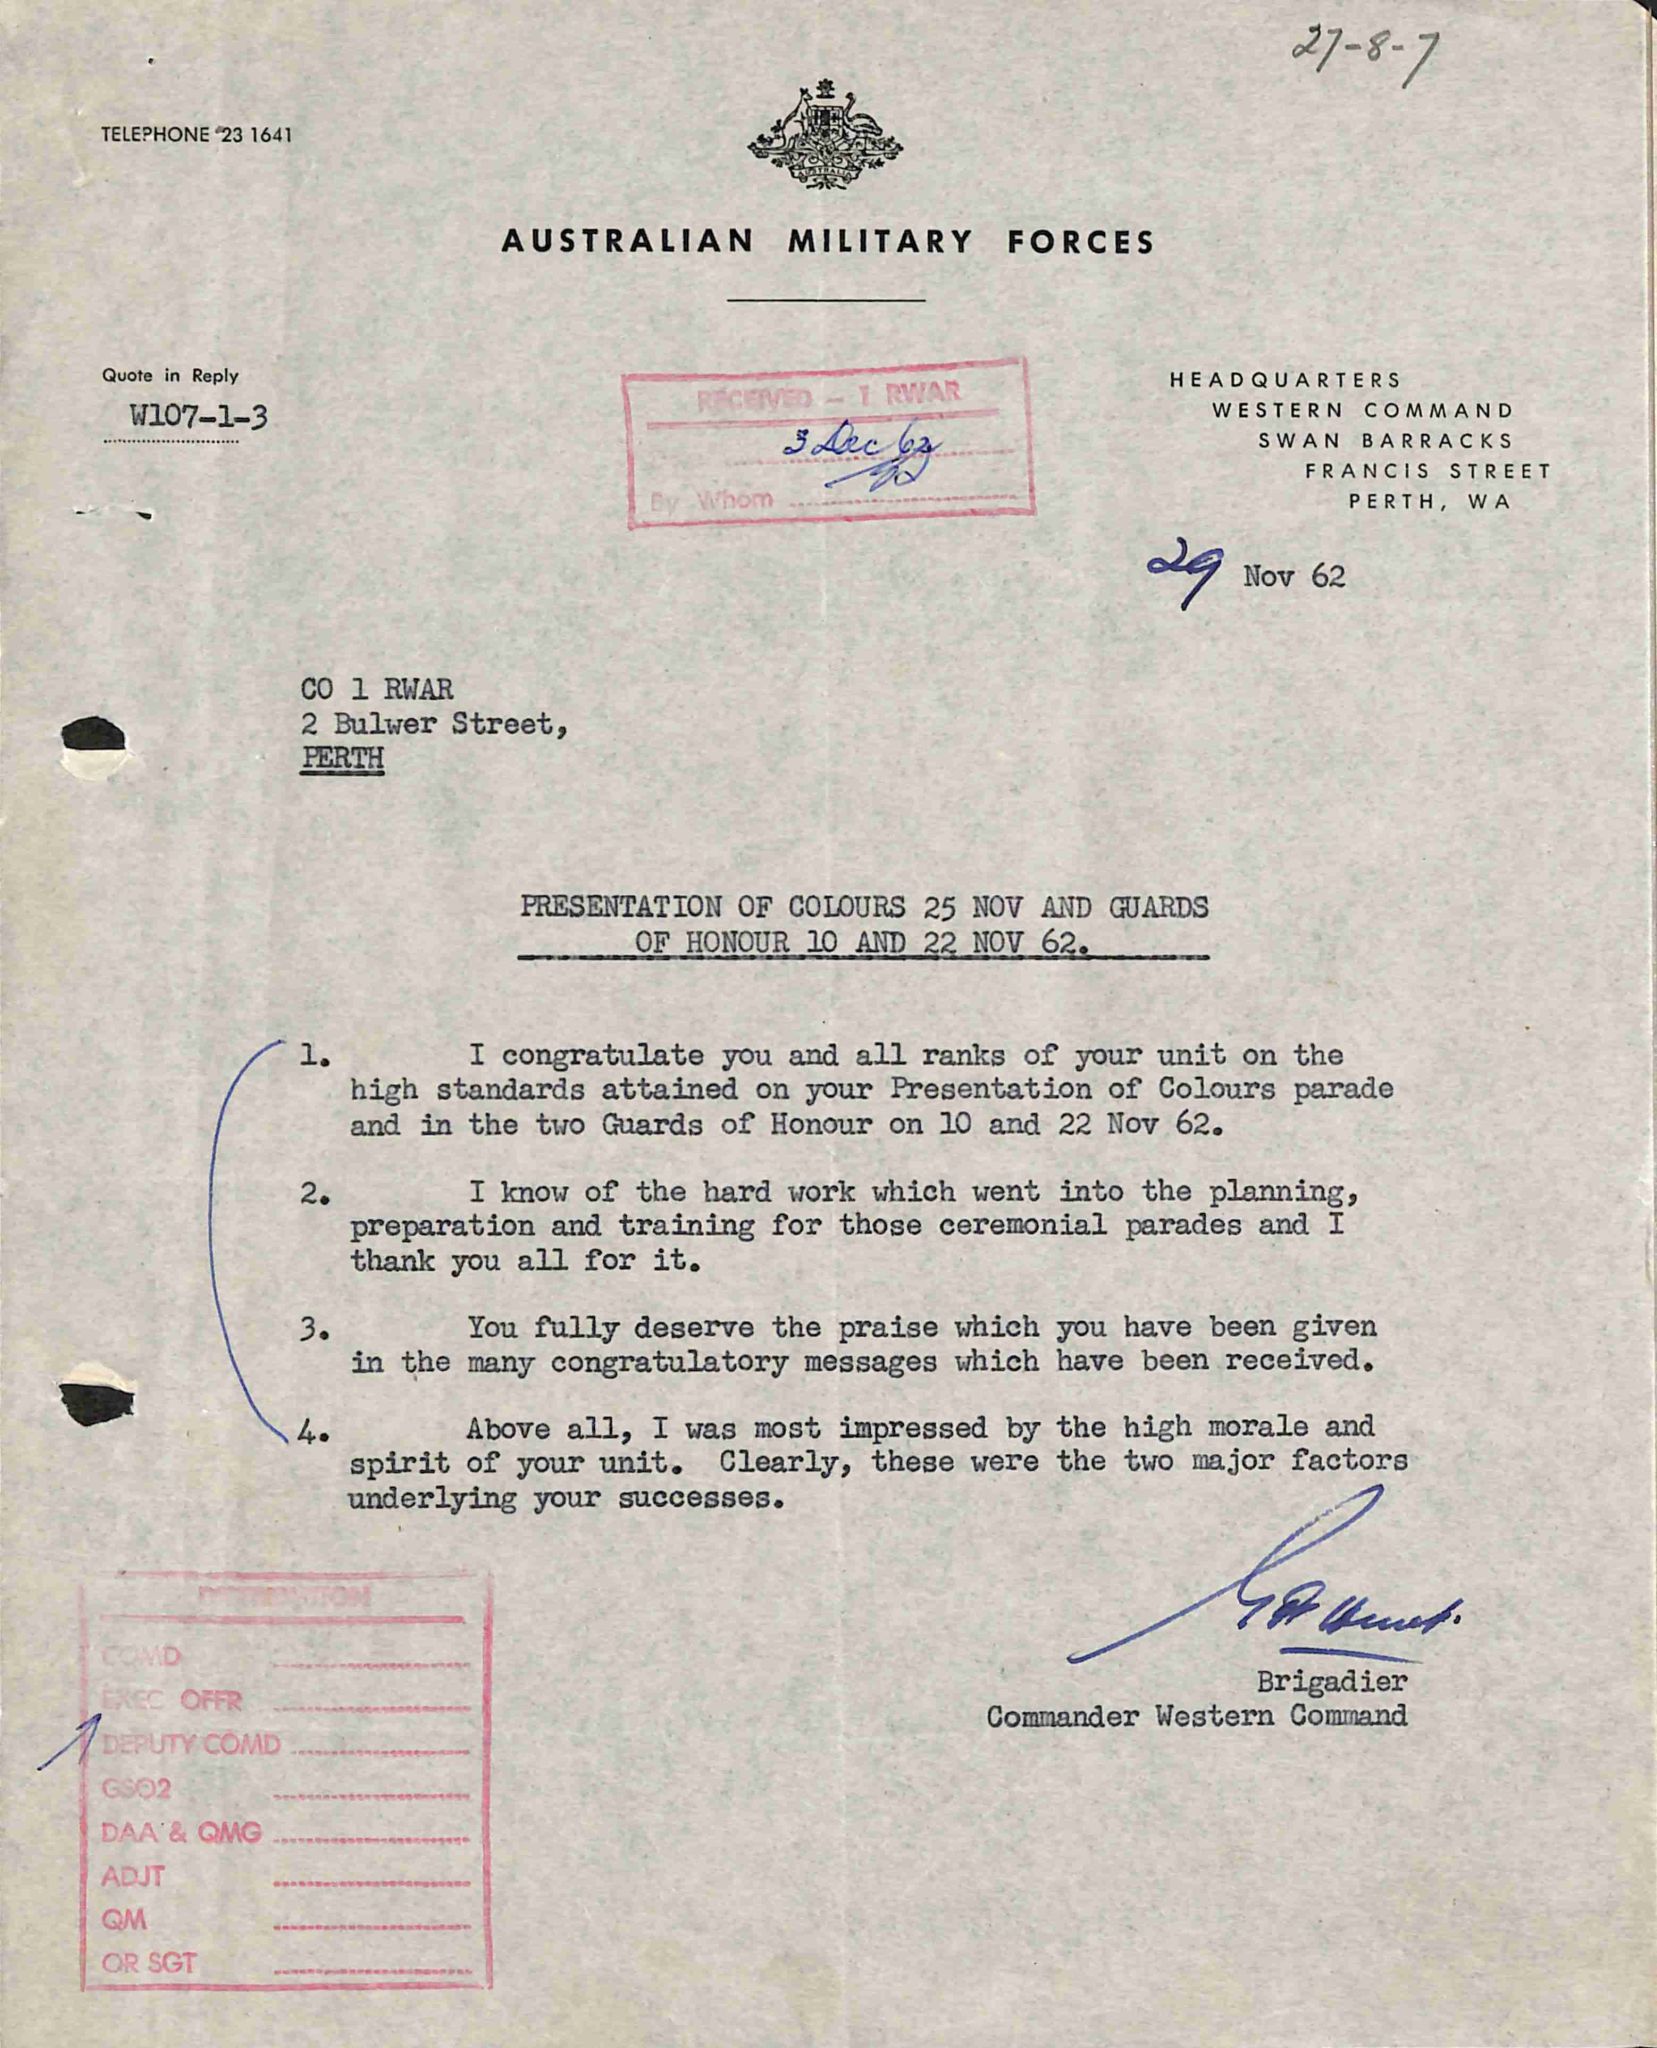 27-8-7
TELEPHONE 23 1641
AUSTRALIA
AUSTRALIAN MILITARY FORCES
Quote in Reply
W107-1-3
RECEIVED - 1 RWAR
3 Dec 62
By Whom
HEADQUARTERS
WESTERN COMMAND
SWAN BARRACKS
FRANCIS STREET
PERTH, WA
29 Nov 62
CO 1 RWAR
2 Bulwer Street,
PERTH
PRESENTATION OF COLOURS 25 NOV AND GUARDS
OF HONOUR 10 AND 22 NOV 62.
1. I congratulate you and all ranks of your unit on the
high standards attained on your Presentation of Colours parade
and in the two Guards of Honour on 10 and 22 Nov 62.
2. I know of the hard work which went into the planning,
preparation and training for those ceremonial parades and I
thank you all for it.
3. You fully deserve the praise which you have been given
in the many congratulatory messages which have been received.
4. Above all, I was most impressed by the high morale and
spirit of your unit. Clearly, these were the two major factors
underlying your successes.
Brigadier
Commander Western Command
DISTRIBUTION
COMD
EXEC OFFR
DEPUTY COMD
GSO2
DAA & QMG
ADJT
QM
OR SGT